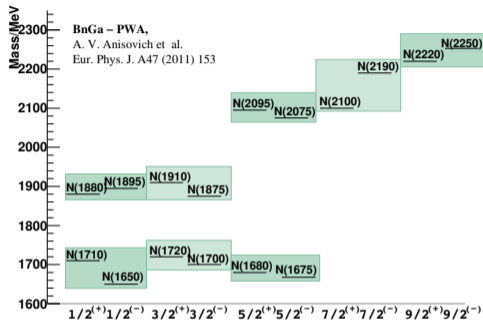 Mass/MeV
BnGa – PWA,
A. V. Anisovich et al.
Eur. Phys. J. A47 (2011) 153
2300
2200
2100
2000
1900
1800
1700
1600
N(2250)
N(2220)
N(2190)
N(2100)
N(2095)
N(2075)
N(1910)
N(1895)
N(1880)
N(1875)
N(1720)
N(1710)
N(1700)
N(1680)
N(1675)
N(1650)
1/2(+) 1/2(−) 3/2(+) 3/2(−) 5/2(+) 5/2(−) 7/2(+) 7/2(−) 9/2(+) 9/2(−)